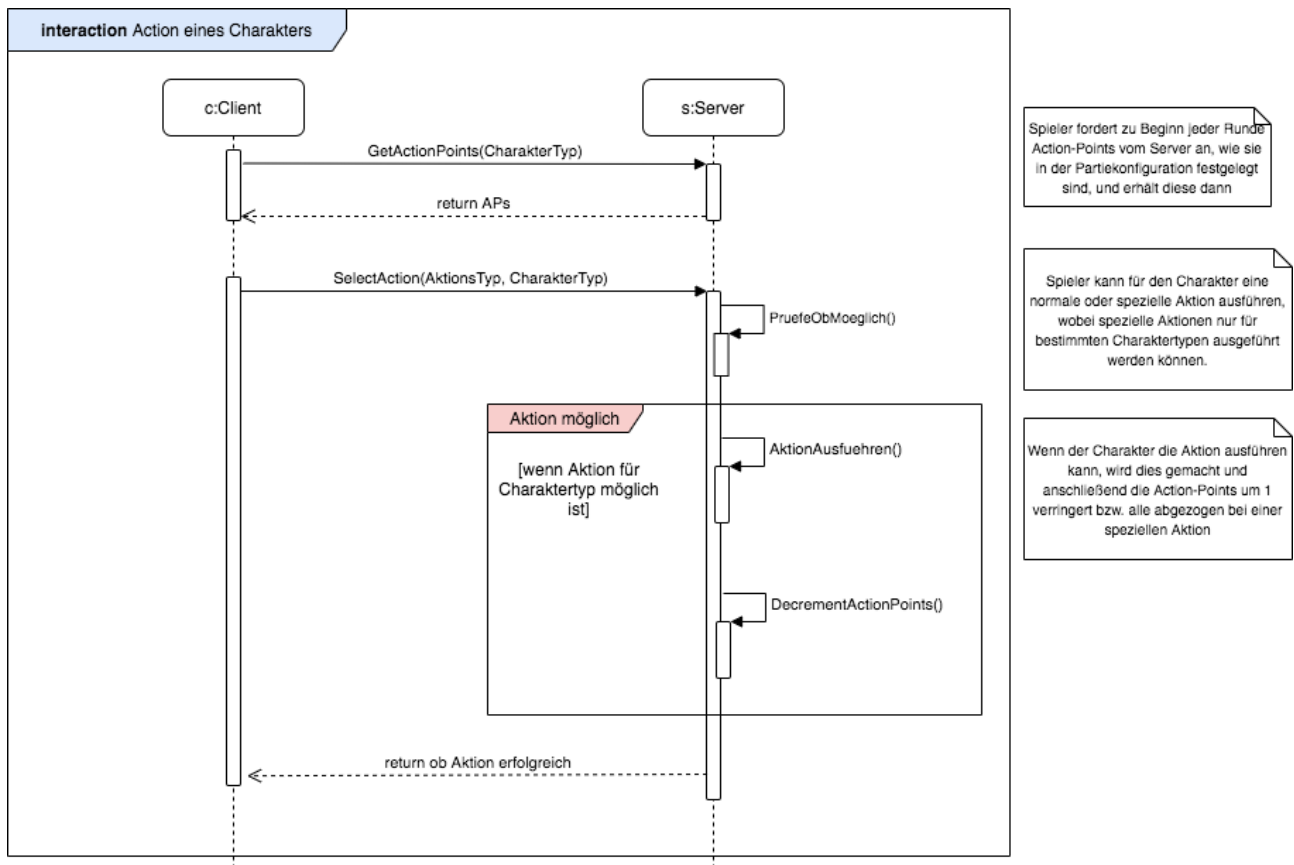 interaction Action eines Charakters
c:Client
s:Server
GetActionPoints(CharakterTyp)
return APs
Spieler fordert zu Beginn jeder Runde
Action-Points vom Server an, wie sie
in der Partiekonfiguration festgelegt
sind, und erhält diese dann
SelectAction(AktionsTyp, CharakterTyp)
PruefeObMoeglich()
Spieler kann für den Charakter eine
normale oder spezielle Aktion ausführen,
wobei spezielle Aktionen nur für
bestimmten Charaktertypen ausgeführt
werden können.
Aktion möglich
[wenn Aktion für
Charaktertyp möglich
ist]
AktionAusfuehren()
Wenn der Charakter die Aktion ausführen
kann, wird dies gemacht und
anschließend die Action-Points um 1
verringert bzw. alle abgezogen bei einer
speziellen Aktion
DecrementActionPoints()
return ob Aktion erfolgreich